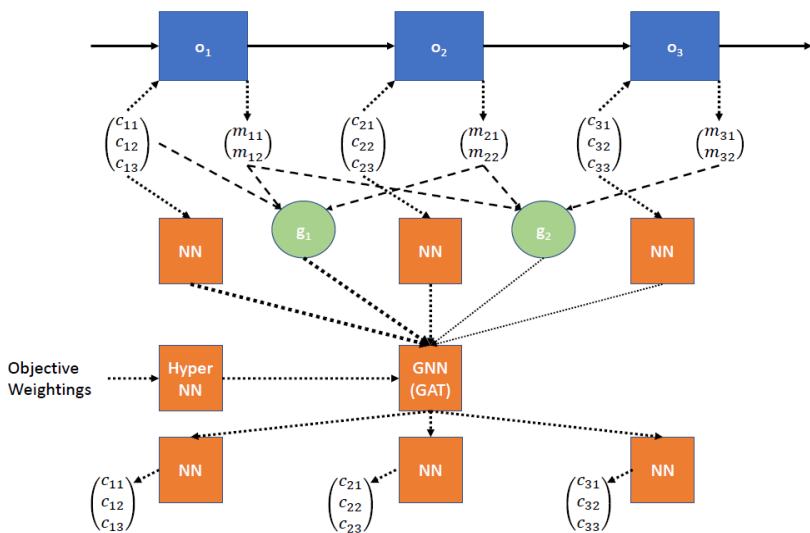 o₁ o₂ o₃
c₁₁ c₂₁ c₃₁
m₁₁ m₂₁ m₃₁
c₁₂ c₂₂ c₃₂
m₁₂ m₂₂ m₃₂
c₁₃ c₂₃ c₃₃
g₁ g₂
NN NN NN
Objective
Weightings
Hyper
NN
GNN
(GAT)
NN NN NN
c₁₁ c₂₁ c₃₁
c₁₂ c₂₂ c₃₂
c₁₃ c₂₃ c₃₃